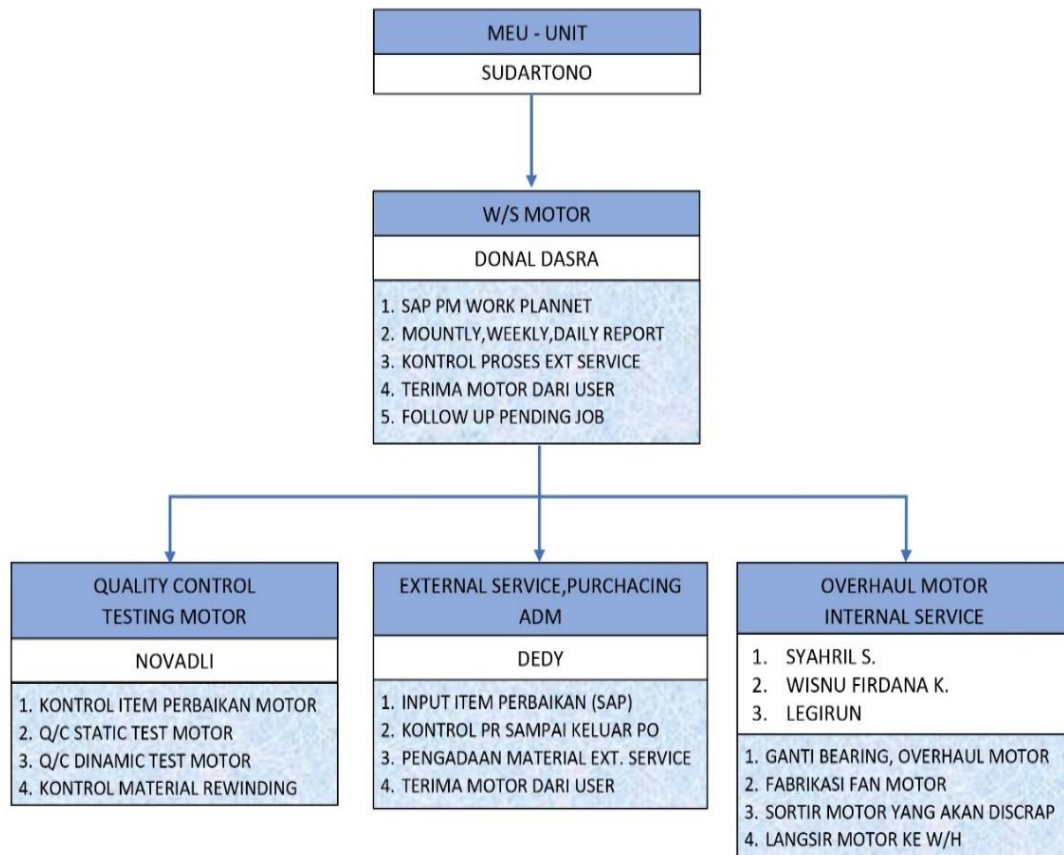 MEU - UNIT
SUDARTONO
W/S MOTOR
DONAL DASRA
1. SAP PM WORK PLANNET
2. MOUNTLY,WEEKLY,DAILY REPORT
3. KONTROL PROSES EXT SERVICE
4. TERIMA MOTOR DARI USER
5. FOLLOW UP PENDING JOB
QUALITY CONTROL
TESTING MOTOR
NOVADLI
1. KONTROL ITEM PERBAIKAN MOTOR
2. Q/C STATIC TEST MOTOR
3. Q/C DINAMIC TEST MOTOR
4. KONTROL MATERIAL REWINDING
EXTERNAL SERVICE,PURCHACING
ADM
DEDY
1. INPUT ITEM PERBAIKAN (SAP)
2. KONTROL PR SAMPAI KELUAR PO
3. PENGADAAN MATERIAL EXT. SERVICE
4. TERIMA MOTOR DARI USER
OVERHAUL MOTOR
INTERNAL SERVICE
1. SYAHRIL S.
2. WISNU FIRDANA K.
3. LEGIRUN
1. GANTI BEARING, OVERHAUL MOTOR
2. FABRIKASI FAN MOTOR
3. SORTIR MOTOR YANG AKAN DISCRAP
4. LANGSIR MOTOR KE W/H